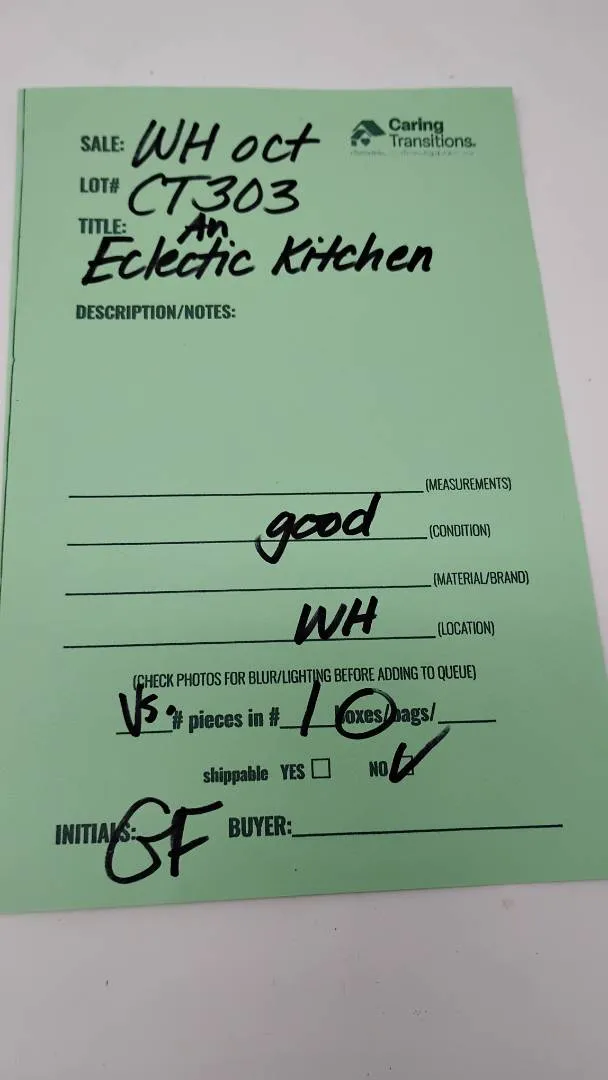 Caring
Transitions.
SALE: WH oct
LOT# CT303
TITLE: An
Eclectic Kitchen
DESCRIPTION/NOTES:
(MEASUREMENTS)
good (CONDITION)
(MATERIAL/BRAND)
WH (LOCATION)
(CHECK PHOTOS FOR BLUR/LIGHTING BEFORE ADDING TO QUEUE)
Vs. # pieces in # 1 boxes/bags/
shippable YES NO
INITIALS: GF BUYER: